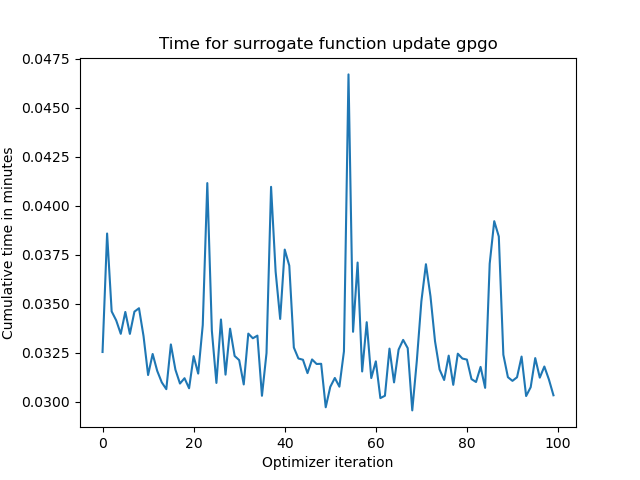 Time for surrogate function update gpgo
0.0475
0.0450
0.0425
0.0400
0.0375
0.0350
0.0325
0.0300
Cumulative time in minutes
0 20 40 60 80 100
Optimizer iteration